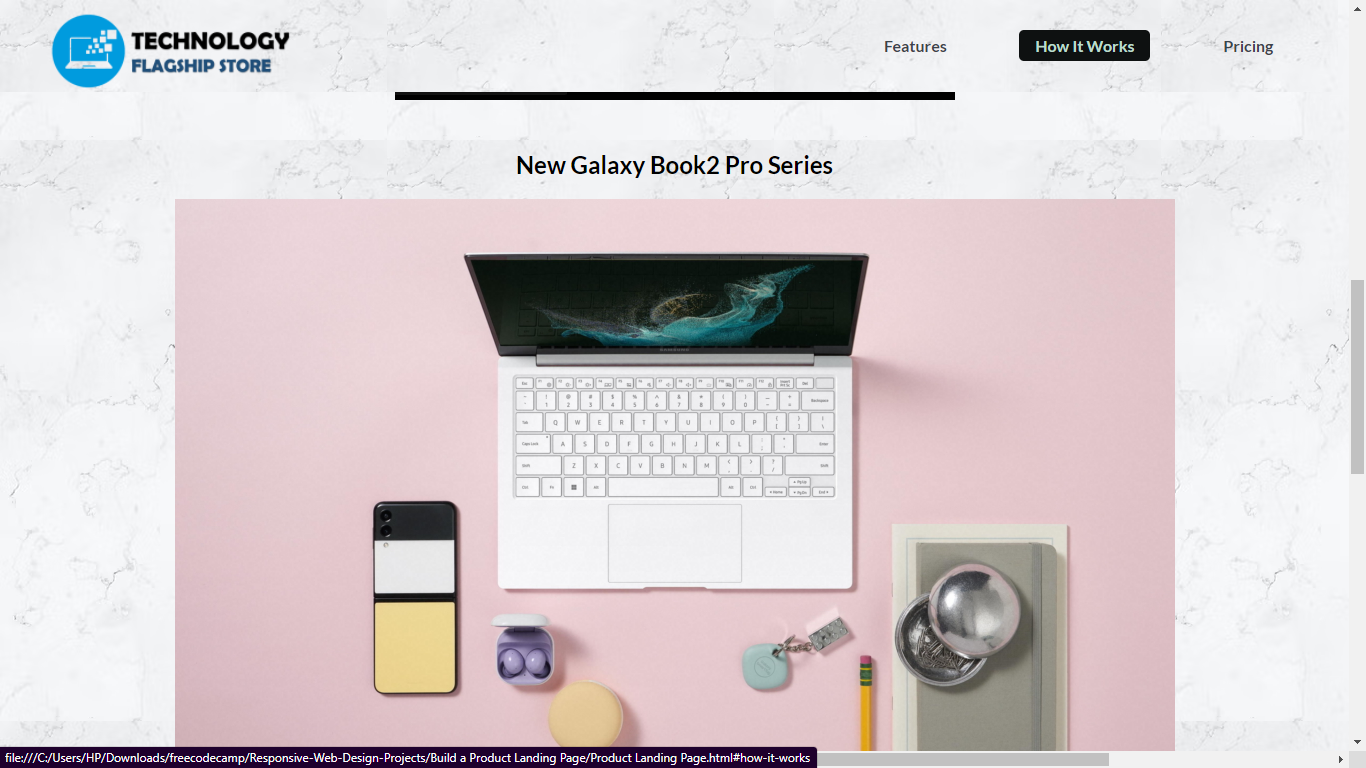 TECHNOLOGY
FLAGSHIP STORE
Features
How It Works
Pricing
New Galaxy Book2 Pro Series
Q W E R T Y U I O P
A S D F G H J K L
Z X C V B N M
file:///C:/Users/HP/Downloads/freecodecamp/Responsive-Web-Design-Projects/Build a Product Landing Page/Product Landing Page.html#how-it-works